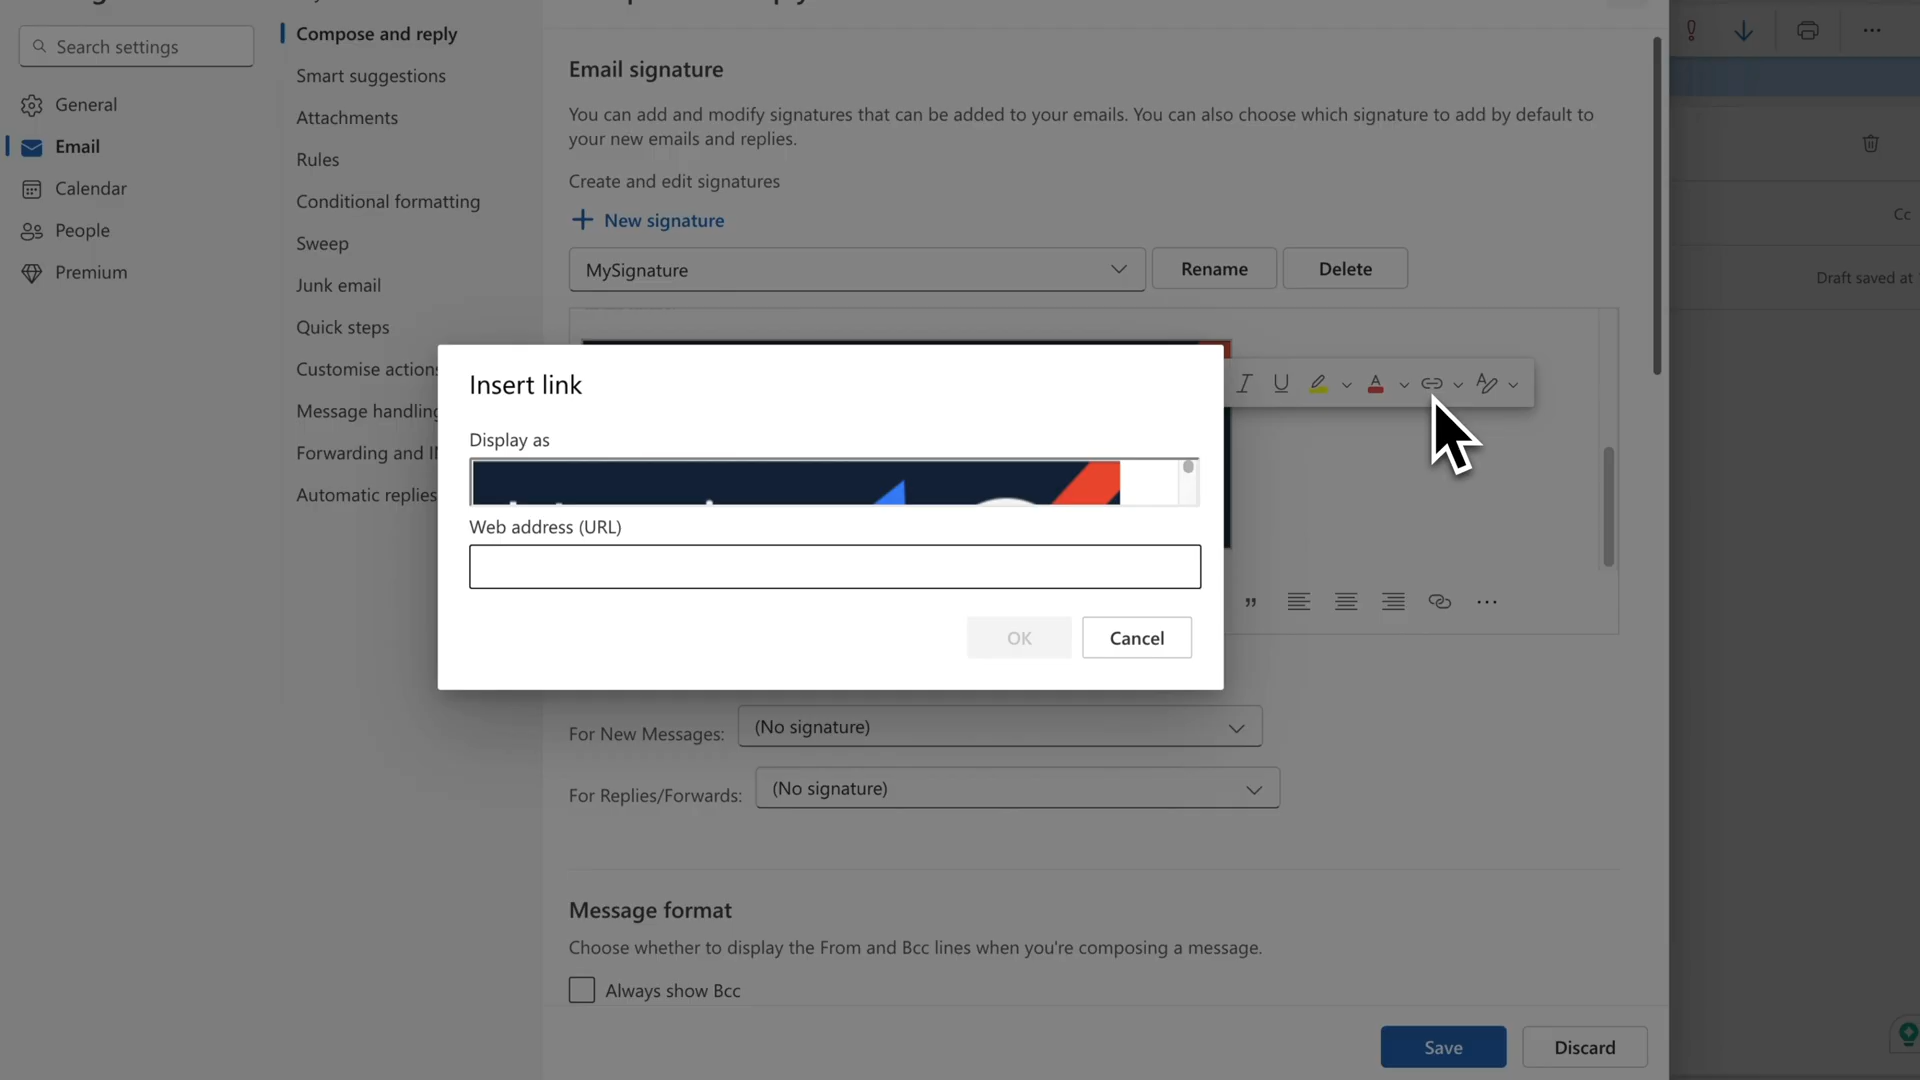 Search settings
General
Email
Calendar
People
Premium
Compose and reply
Smart suggestions
Attachments
Rules
Conditional formatting
Sweep
Junk email
Quick steps
Customise actions
Message handling
Forwarding and I
Automatic replies
Email signature
You can add and modify signatures that can be added to your emails. You can also choose which signature to add by default to
your new emails and replies.
Create and edit signatures
New signature
MySignature
Rename
Delete
Insert link
Display as
Web address (URL)
OK
Cancel
For New Messages:
(No signature)
For Replies/Forwards:
(No signature)
Message format
Choose whether to display the From and Bcc lines when you're composing a message.
Always show Bcc
Save
Discard
Cc
Draft saved at